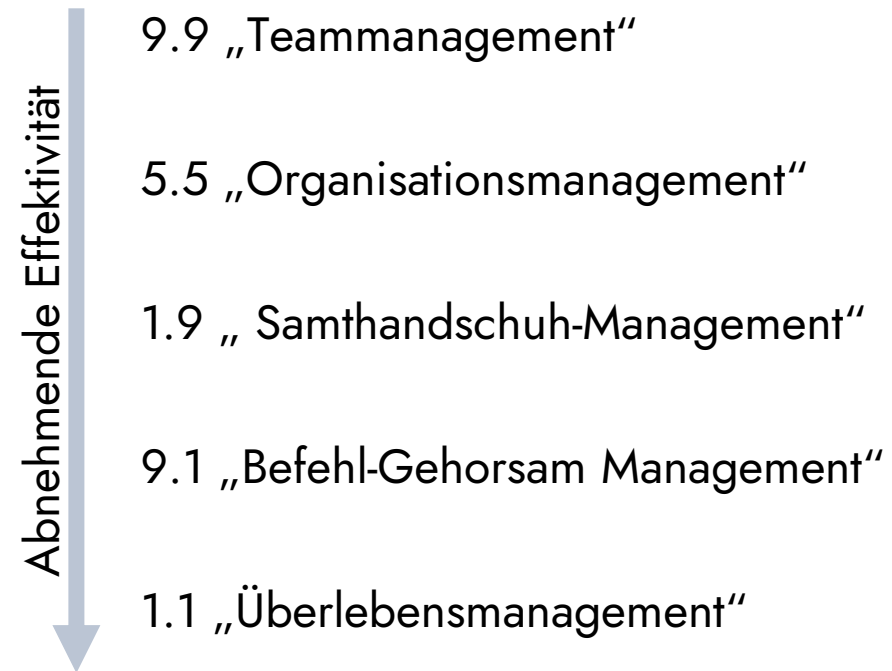 Abnehmende Effektivität
9.9 „Teammanagement“
5.5 „Organisationsmanagement“
1.9 „ Samthandschuh-Management“
9.1 „Befehl-Gehorsam Management“
1.1 „Überlebensmanagement“